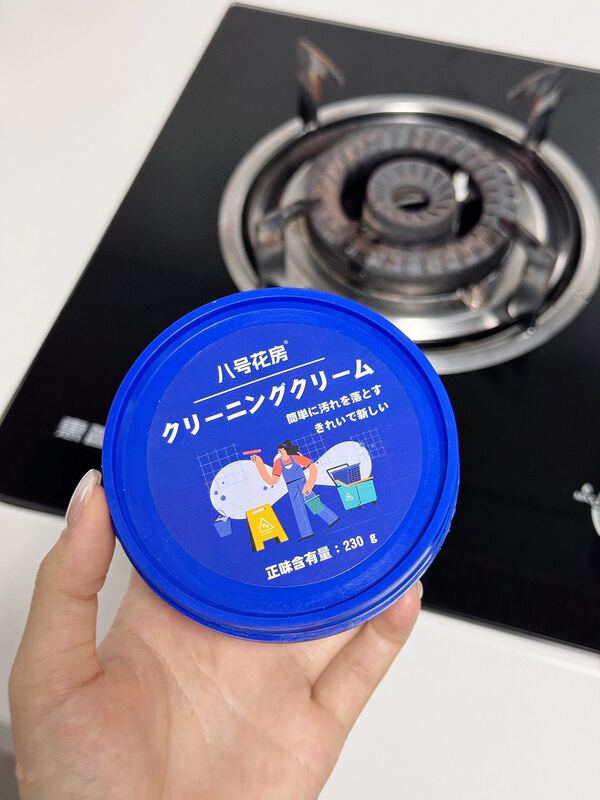 八号花房®
クリーニングクリーム
簡単に汚れを落とす
きれいで新しい
正味含有量：230 g